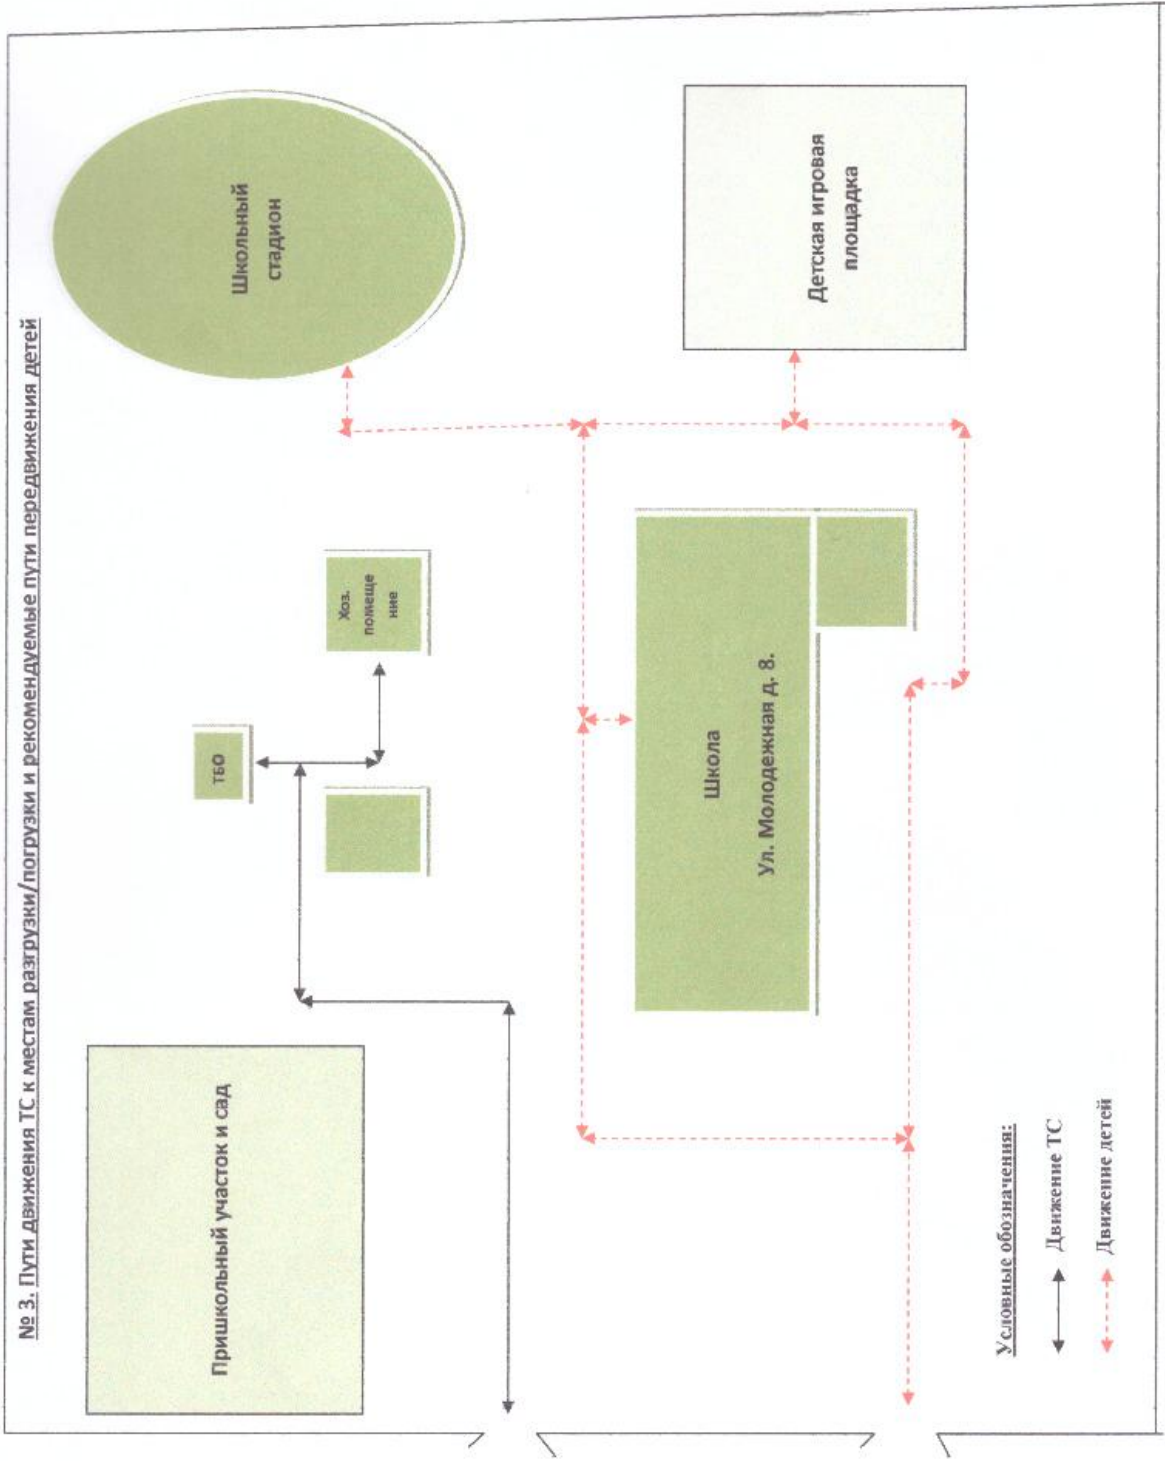 № 3. Пути движения ТС к местам разгрузки/погрузки и рекомендуемые пути передвижения детей
Пришкольный участок и сад
ТБО
Хоз.
помеще
ние
Школьный
стадион
Школа
Ул. Молодежная д. 8.
Детская игровая
площадка
Условные обозначения:
Движение ТС
Движение детей